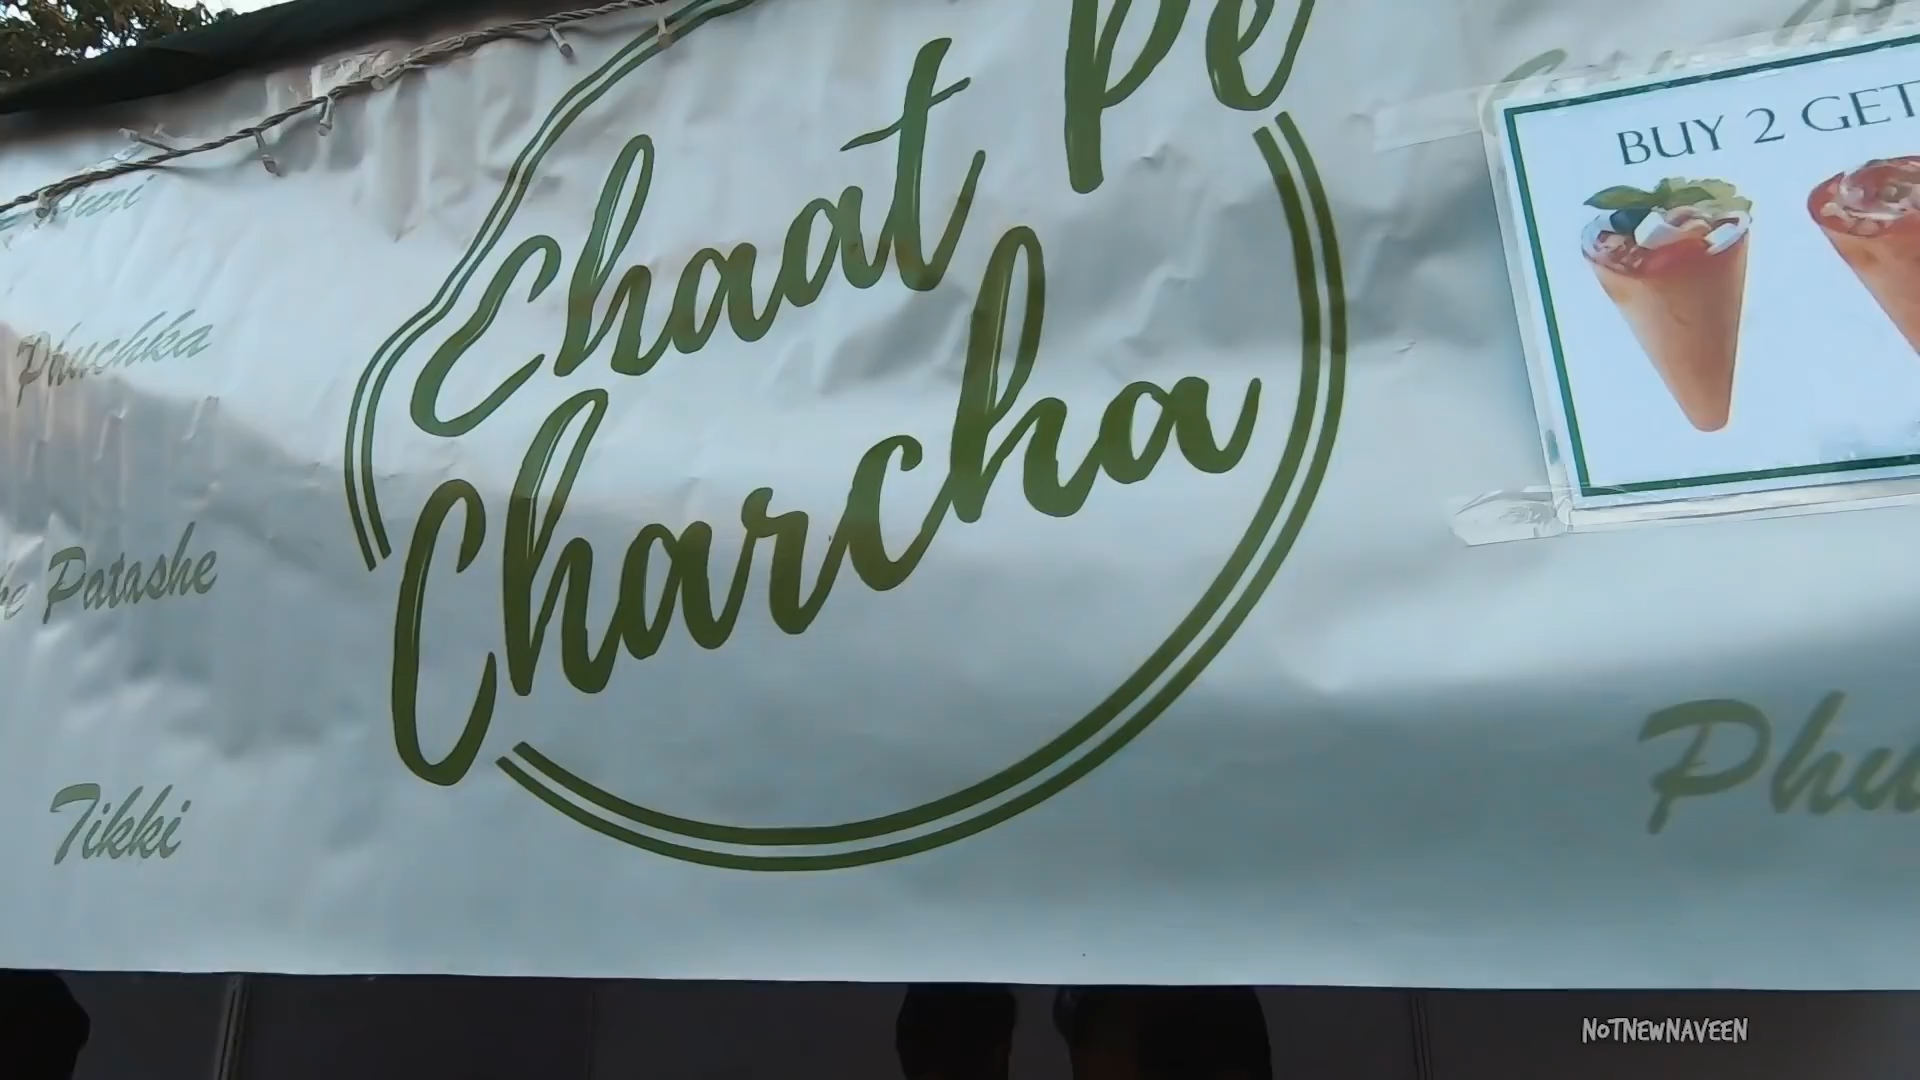 Chaat Pe
Charcha
Phuchka
Patashe
Tikki
BUY 2 GET
Phu
NOTNEWNAVEEN